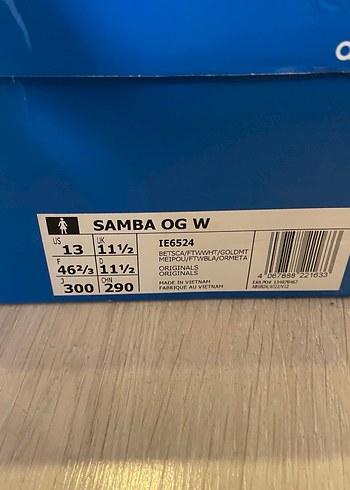 SAMBA OG W
US 13 UK 11½
F 46⅔ D 11½
J 300 CHN 290
IE6524
BETSCA/FTWWHT/GOLDMT
MEIPOU/FTWBLA/ORMETA
ORIGINALS
ORIGINALS
MADE IN VIETNAM
FABRIQUÉ AU VIETNAM
4 067888 221633